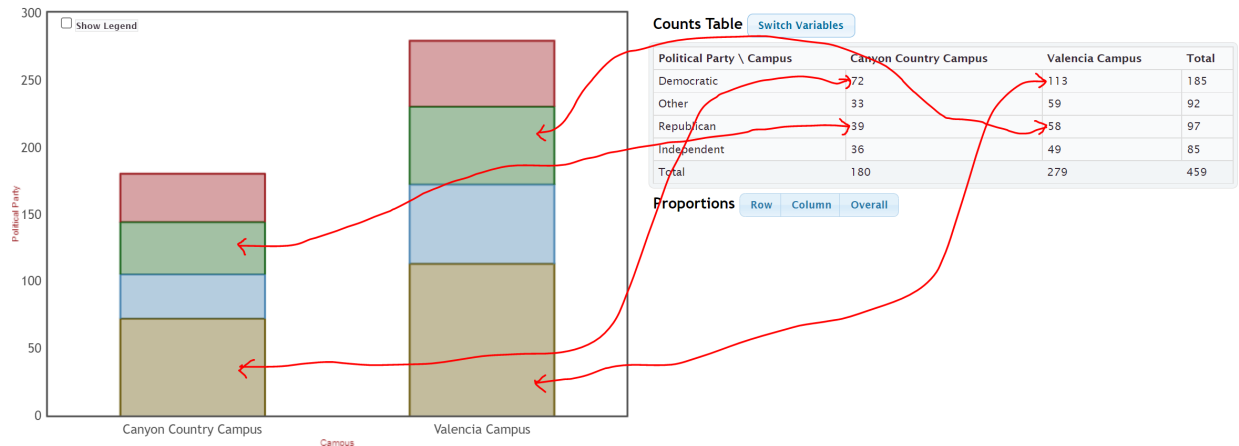 300
Show Legend
250
200
150
100
50
0
Political Party
Canyon Country Campus Valencia Campus
Campus
Counts Table Switch Variables
Political Party \ Campus Canyon Country Campus Valencia Campus Total
Democratic 72 113 185
Other 33 59 92
Republican 39 58 97
Independent 36 49 85
Total 180 279 459
Proportions Row Column Overall